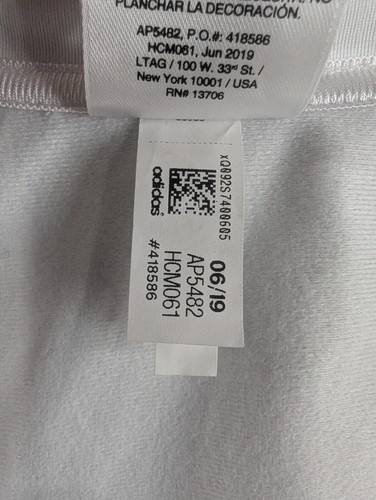 PLANCHAR LA DECORACIÓN.
AP5482, P.O.#: 418586
HCM061, Jun 2019
LTAG / 100 W. 33rd St. /
New York 10001 / USA
RN# 13706
xQ092S7400605
adidas
06/19
AP5482
HCM061
#418586